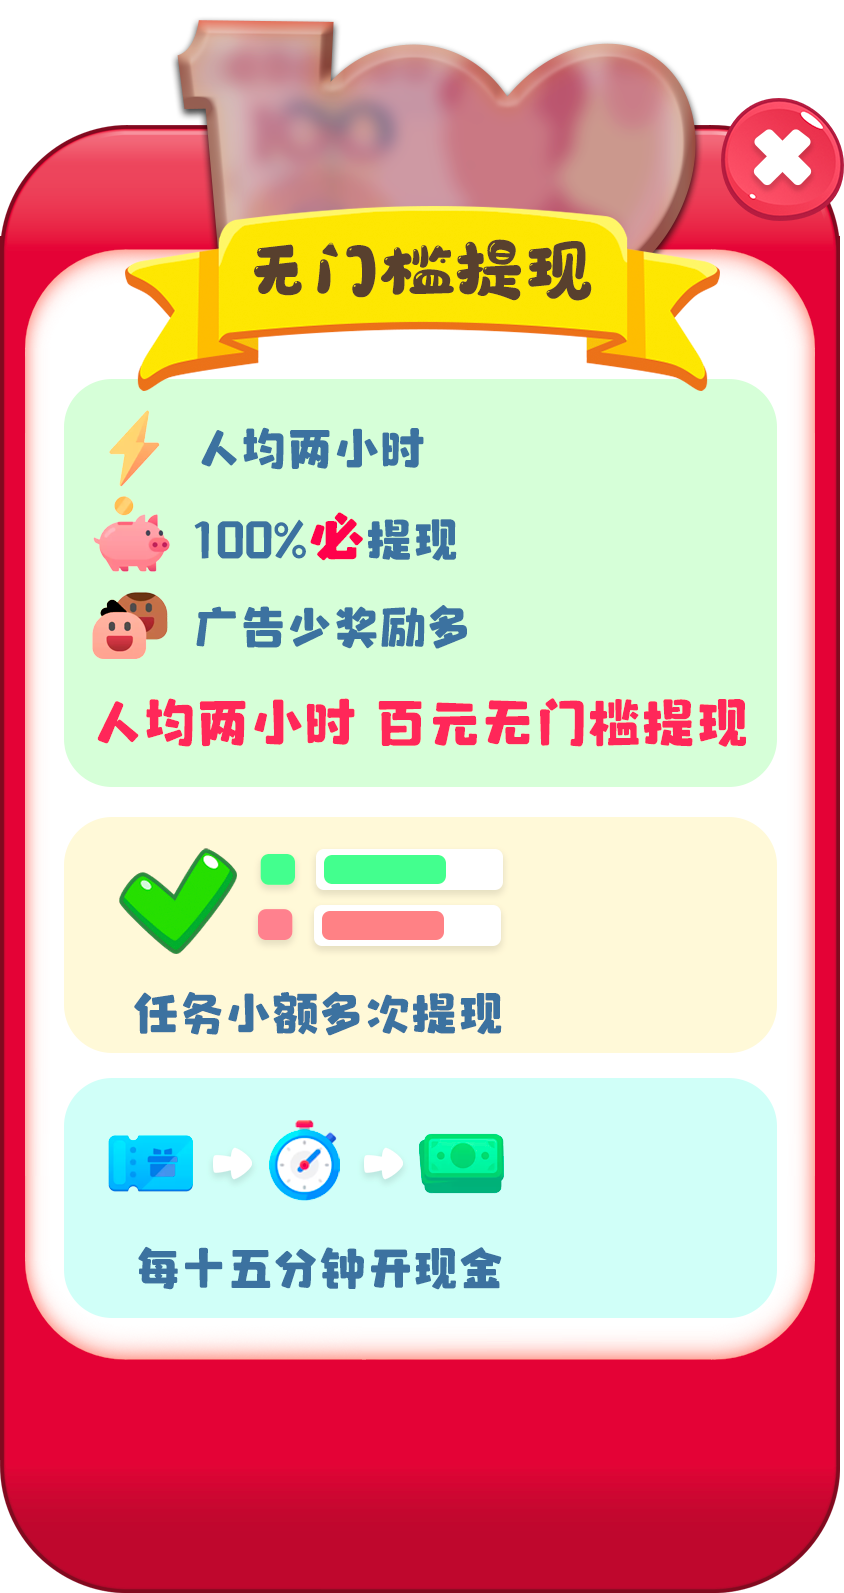 100
无门槛提现
人均两小时
100%必提现
广告少奖励多
人均两小时 百元无门槛提现
任务小额多次提现
每十五分钟开现金